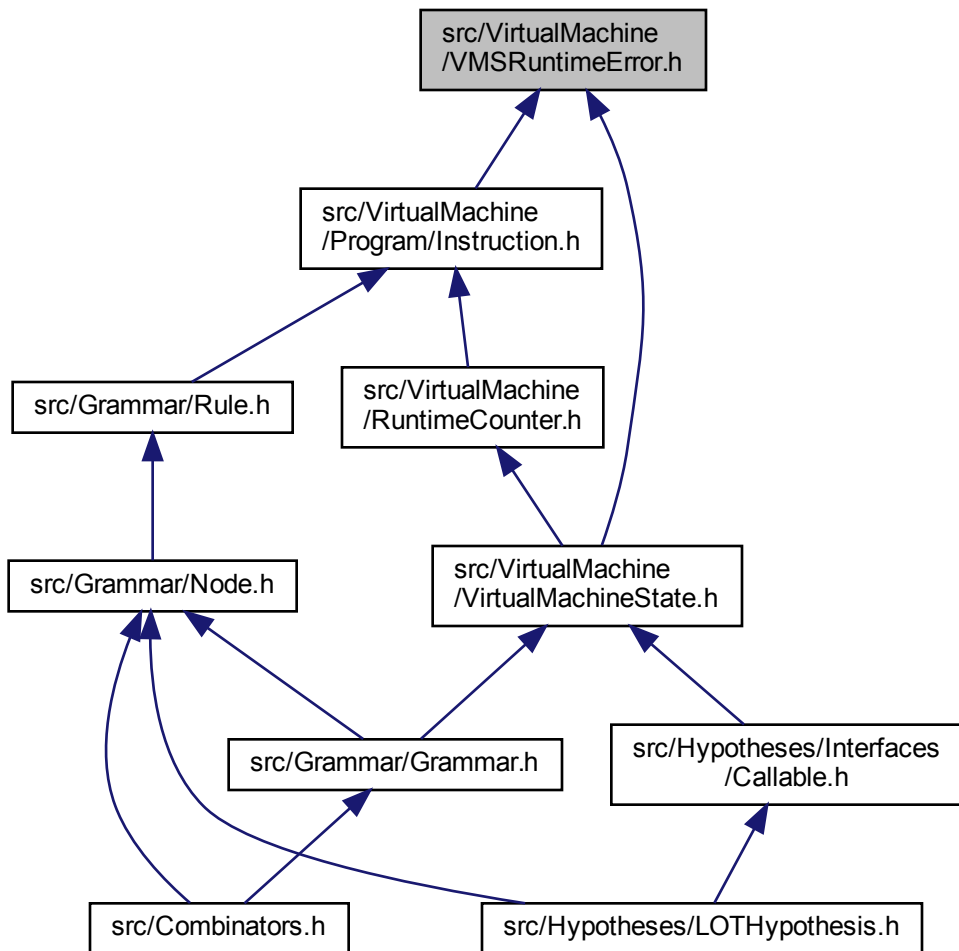 src/VirtualMachine
/VMSRuntimeError.h
src/VirtualMachine
/Program/Instruction.h
src/Grammar/Rule.h
src/VirtualMachine
/RuntimeCounter.h
src/Grammar/Node.h
src/VirtualMachine
/VirtualMachineState.h
src/Grammar/Grammar.h
src/Hypotheses/Interfaces
/Callable.h
src/Combinators.h
src/Hypotheses/LOTHypothesis.h